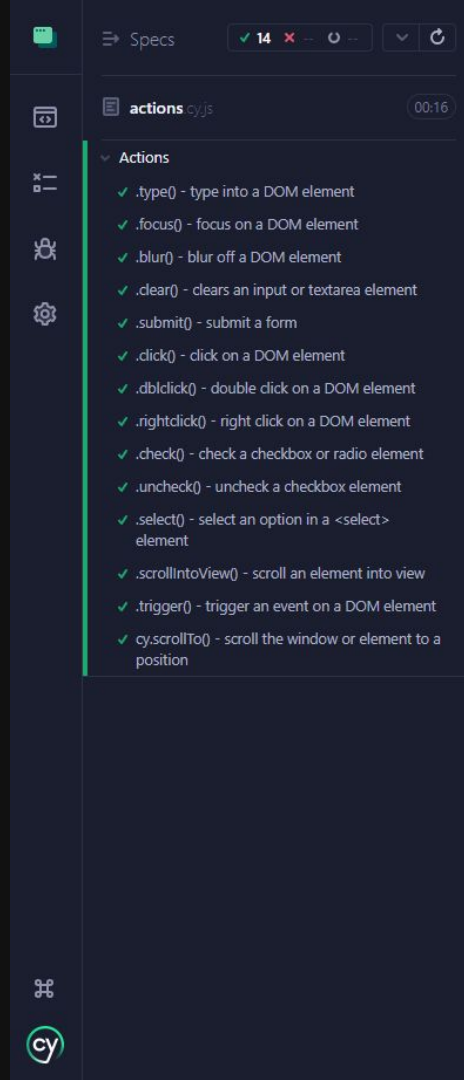 Specs
14 -- --
actions.cy.js
00:16
Actions
.type() - type into a DOM element
.focus() - focus on a DOM element
.blur() - blur off a DOM element
.clear() - clears an input or textarea element
.submit() - submit a form
.click() - click on a DOM element
.dblclick() - double click on a DOM element
.rightclick() - right click on a DOM element
.check() - check a checkbox or radio element
.uncheck() - uncheck a checkbox element
.select() - select an option in a <select>
element
.scrollIntoView() - scroll an element into view
.trigger() - trigger an event on a DOM element
cy.scrollTo() - scroll the window or element to a
position
cy